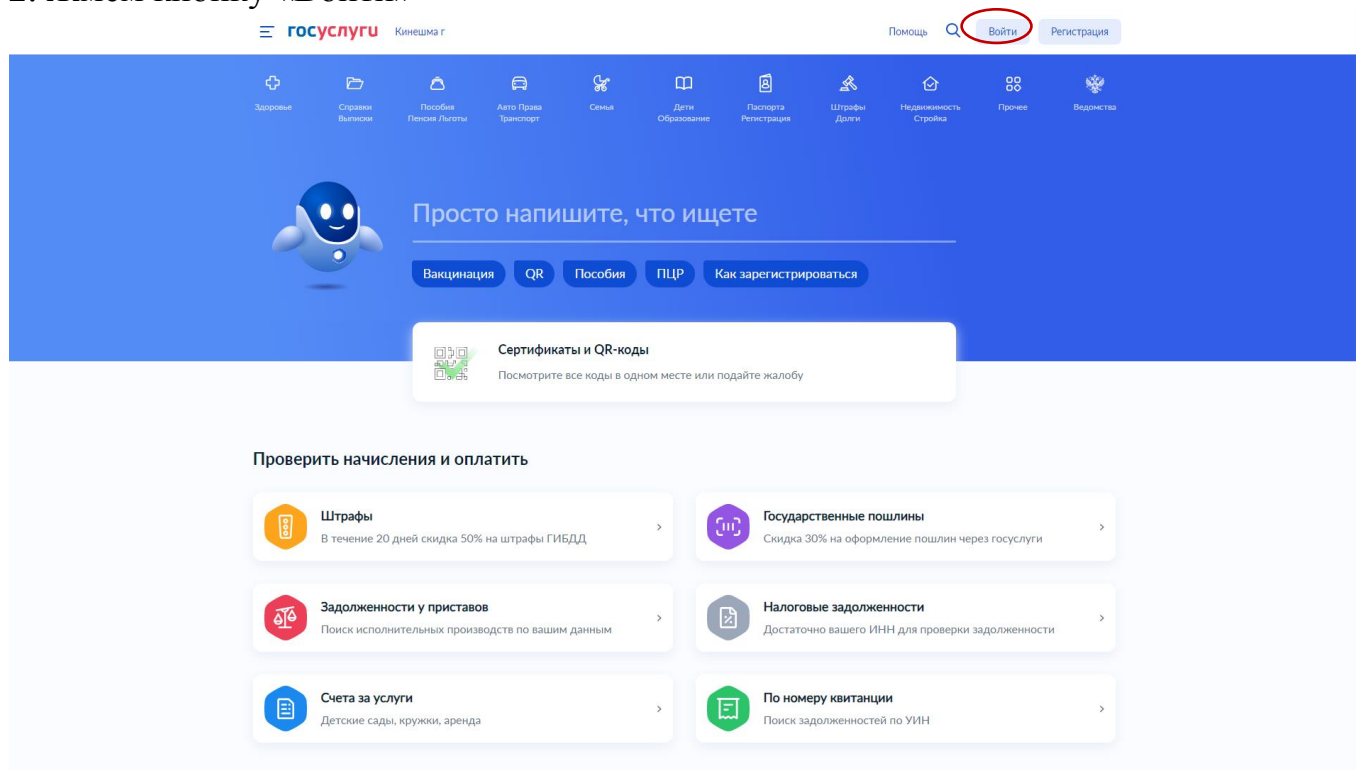 госуслуги Кинешма г Помощь Войти Регистрация
Здоровье
Справки
Выписки
Пособия
Пенсия Льготы
Авто Права
Транспорт
Семья
Дети
Образование
Паспорта
Регистрация
Штрафы
Долги
Недвижимость
Стройка
Прочее
Ведомства
Просто напишите, что ищете
Вакцинация QR Пособия ПЦР Как зарегистрироваться
Сертификаты и QR-коды
Посмотрите все коды в одном месте или подайте жалобу
Проверить начисления и оплатить
Штрафы
В течение 20 дней скидка 50% на штрафы ГИБДД
Государственные пошлины
Скидка 30% на оформление пошлин через госуслуги
Задолженности у приставов
Поиск исполнительных производств по вашим данным
Налоговые задолженности
Достаточно вашего ИНН для проверки задолженности
Счета за услуги
Детские сады, кружки, аренда
По номеру квитанции
Поиск задолженностей по УИН